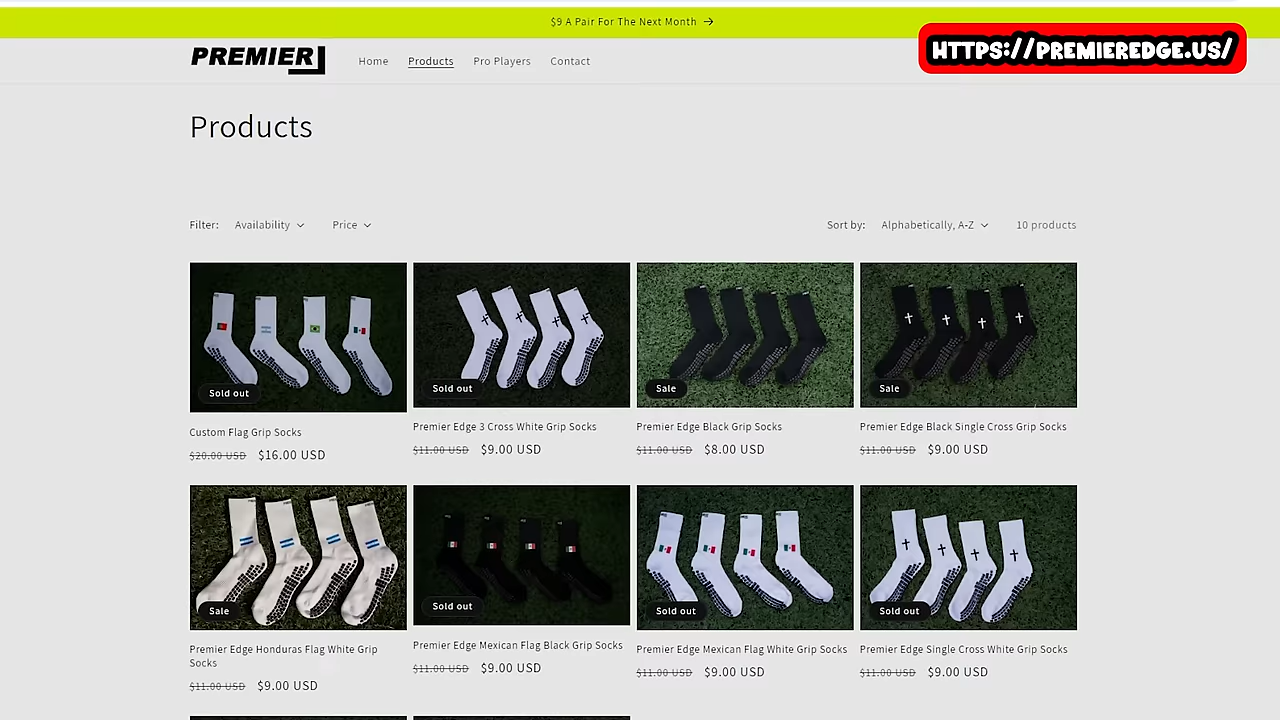 $9 A Pair For The Next Month →
HTTPS://PREMIEREDGE.US/
PREMIER
Home Products Pro Players Contact
Products
Filter: Availability Price Sort by: Alphabetically, A-Z 10 products
Sold out
Custom Flag Grip Socks
$20.00 USD $16.00 USD
Sold out
Premier Edge 3 Cross White Grip Socks
$11.00 USD $9.00 USD
Sale
Premier Edge Black Grip Socks
$11.00 USD $8.00 USD
Sale
Premier Edge Black Single Cross Grip Socks
$11.00 USD $9.00 USD
Sale
Premier Edge Honduras Flag White Grip
Socks
$11.00 USD $9.00 USD
Sold out
Premier Edge Mexican Flag Black Grip Socks
$11.00 USD $9.00 USD
Sold out
Premier Edge Mexican Flag White Grip Socks
$11.00 USD $9.00 USD
Sold out
Premier Edge Single Cross White Grip Socks
$11.00 USD $9.00 USD